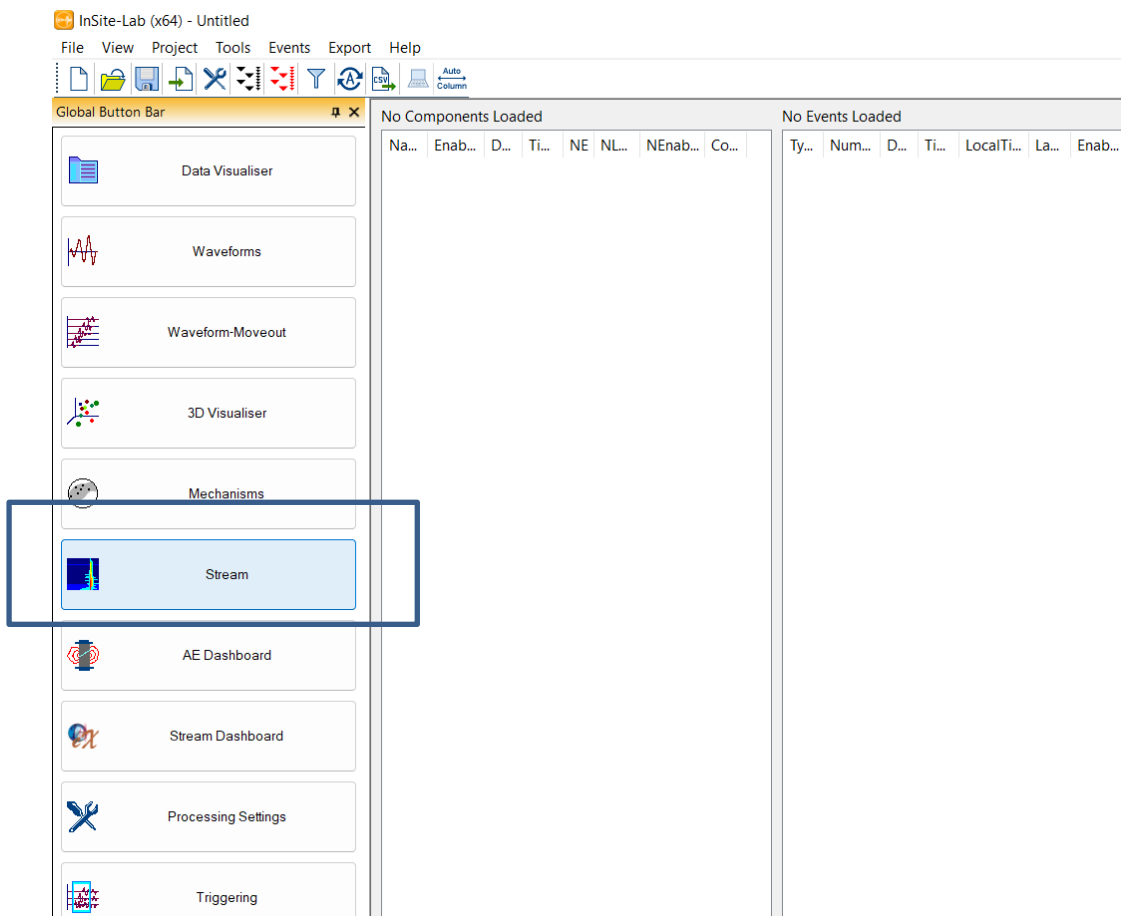 InSite-Lab (x64) - Untitled
File View Project Tools Events Export Help
A CSV Auto Column
Global Button Bar
No Components Loaded
No Events Loaded
Na... Enab... D... Ti... NE NL... NEnab... Co...
Ty... Num... D... Ti... LocalTi... La... Enab...
Data Visualiser
Waveforms
Waveform-Moveout
3D Visualiser
Mechanisms
Stream
AE Dashboard
Stream Dashboard
Processing Settings
Triggering